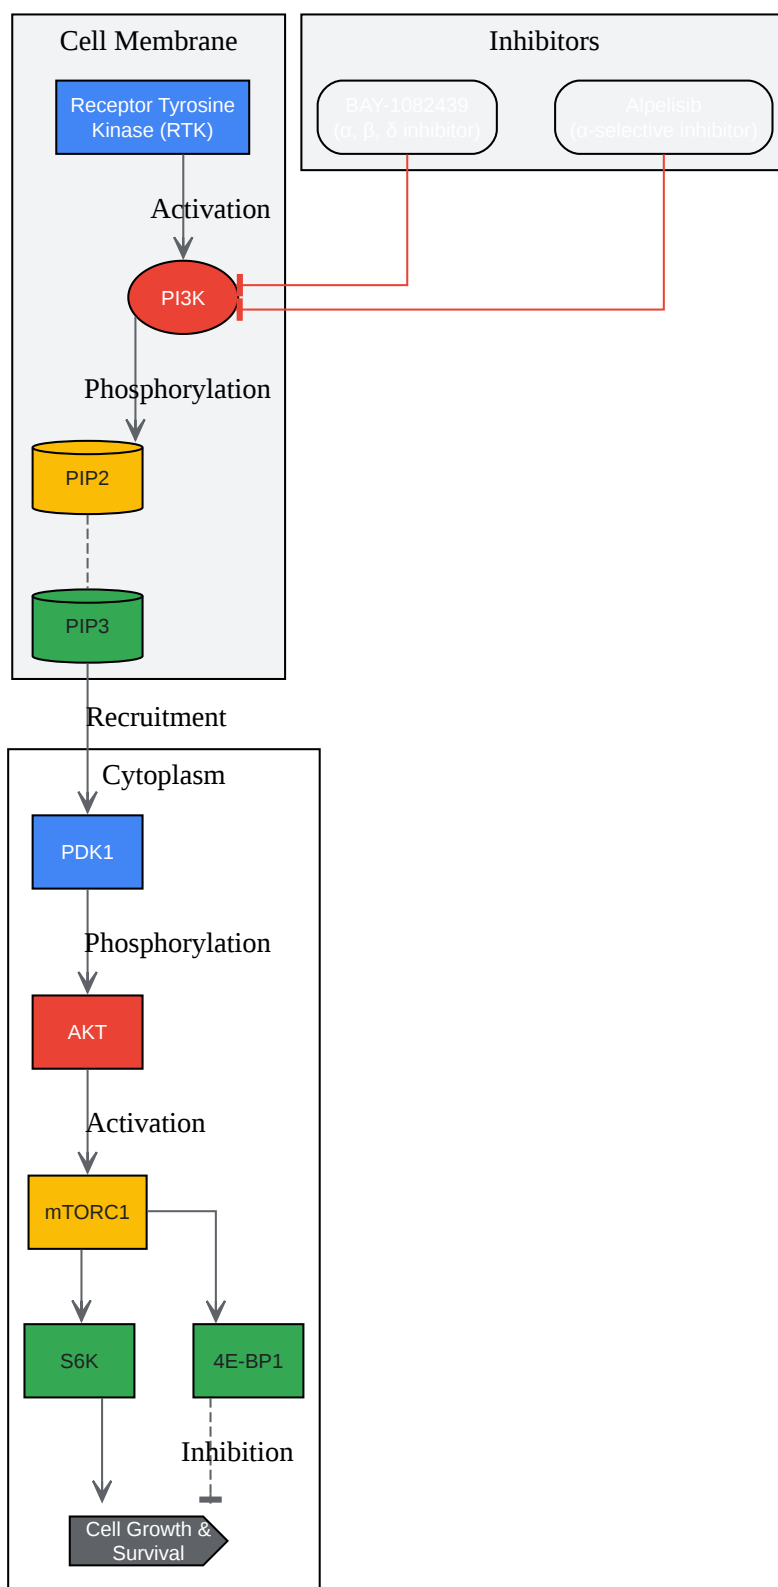 Cell Membrane
Inhibitors
Receptor Tyrosine
Kinase (RTK)
BAY-1082439
(α, β, δ inhibitor)
Alpelisib
(α-selective inhibitor)
Activation
PI3K
Phosphorylation
PIP2
PIP3
Recruitment
Cytoplasm
PDK1
Phosphorylation
AKT
Activation
mTORC1
S6K
4E-BP1
Inhibition
Cell Growth &
Survival